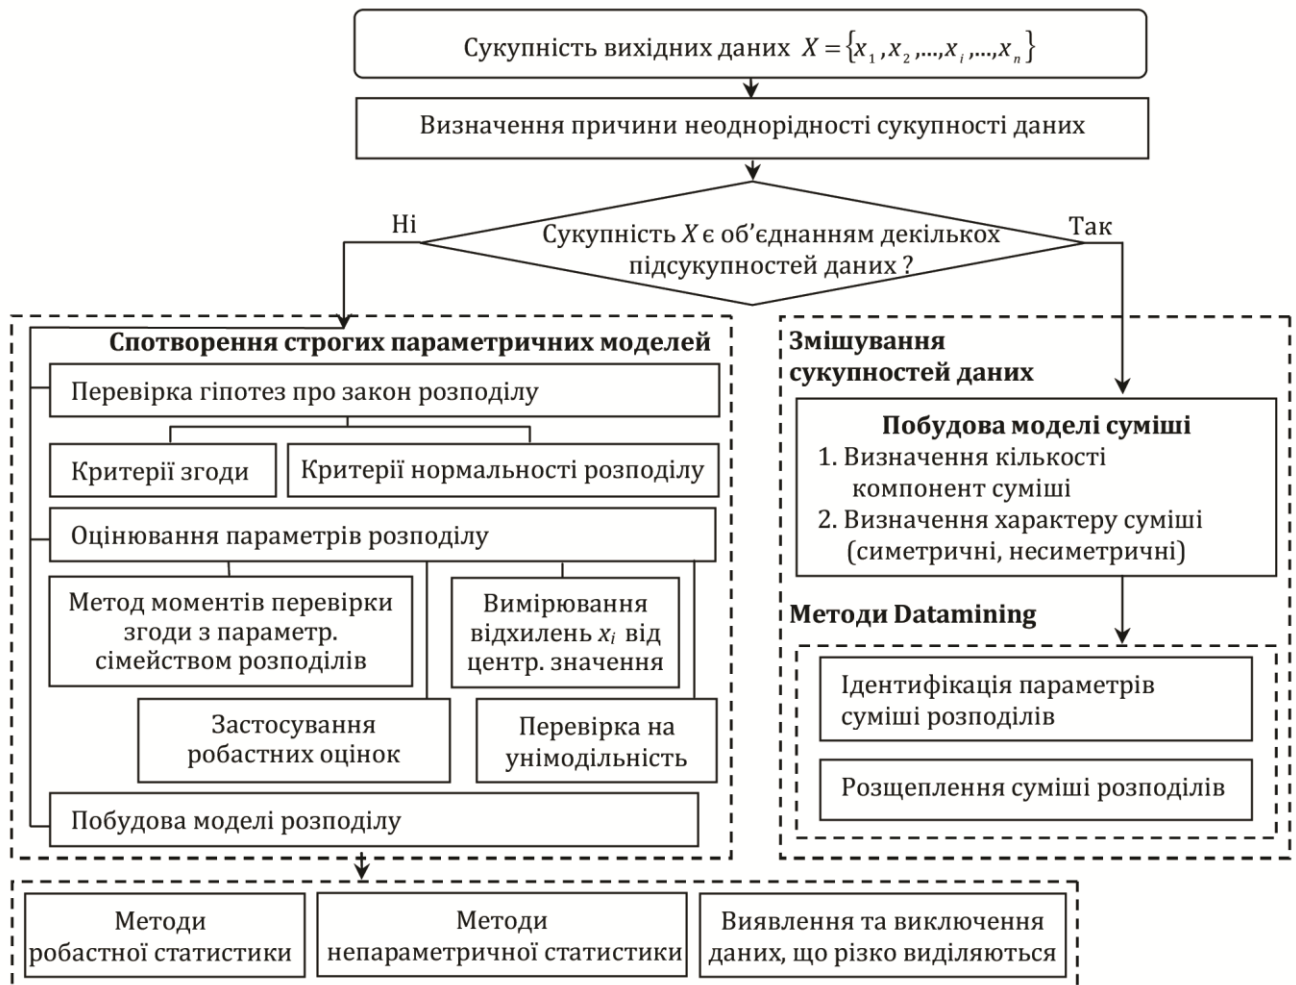 Сукупність вихідних даних X = {x₁, x₂,..., xᵢ,..., xₙ}
Визначення причини неоднорідності сукупності даних
Ні
Так
Сукупність X є об’єднанням декількох
підсукупностей даних ?
Спотворення строгих параметричних моделей
Перевірка гіпотез про закон розподілу
Критерії згоди
Критерії нормальності розподілу
Оцінювання параметрів розподілу
Метод моментів перевірки
згоди з параметр.
сімейством розподілів
Вимірювання
відхилень xᵢ від
центр. значення
Застосування
робастних оцінок
Перевірка на
унімодільність
Побудова моделі розподілу
Змішування
сукупностей даних
Побудова моделі суміші
1. Визначення кількості
компонент суміші
2. Визначення характеру суміші
(симетричні, несиметричні)
Методи Datamining
Ідентифікація параметрів
суміші розподілів
Розщеплення суміші розподілів
Методи
робастної статистики
Методи
непараметричної статистики
Виявлення та виключення
даних, що різко виділяються